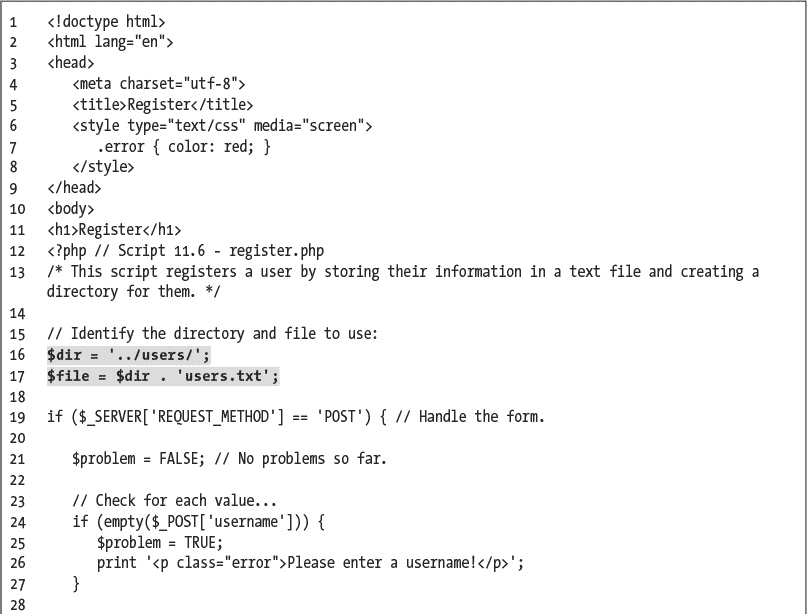 1 <!doctype html>
2 <html lang="en">
3 <head>
4 <meta charset="utf-8">
5 <title>Register</title>
6 <style type="text/css" media="screen">
7 .error { color: red; }
8 </style>
9 </head>
10 <body>
11 <h1>Register</h1>
12 <?php // Script 11.6 - register.php
13 /* This script registers a user by storing their information in a text file and creating a
directory for them. */
14
15 // Identify the directory and file to use:
16 $dir = '../users/';
17 $file = $dir . 'users.txt';
18
19 if ($_SERVER['REQUEST_METHOD'] == 'POST') { // Handle the form.
20
21 $problem = FALSE; // No problems so far.
22
23 // Check for each value...
24 if (empty($_POST['username'])) {
25 $problem = TRUE;
26 print '<p class="error">Please enter a username!</p>';
27 }
28